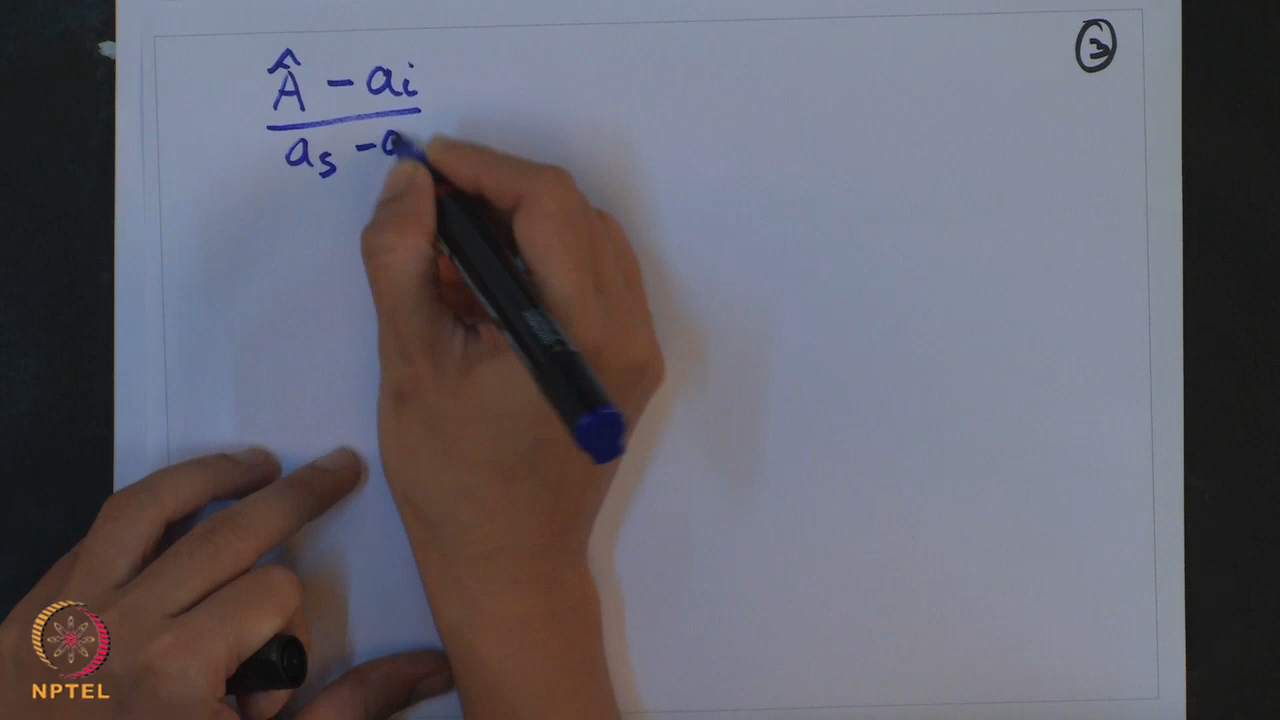 ③
Â - ai
as - a
NPTEL